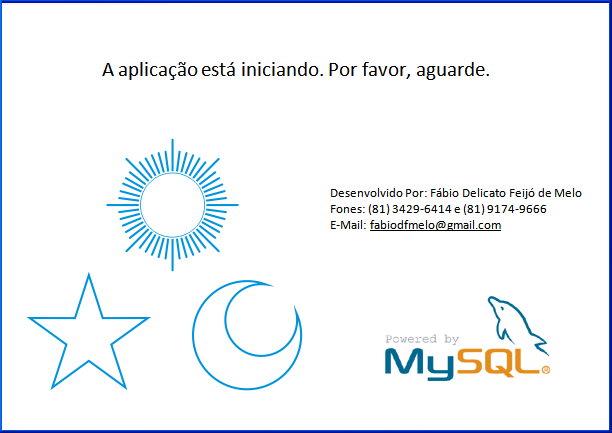 A aplicação está iniciando. Por favor, aguarde.
Desenvolvido Por: Fábio Delicato Feijó de Melo
Fones: (81) 3429-6414 e (81) 9174-9666
E-Mail: fabiodfmelo@gmail.com
Powered by
MySQL®